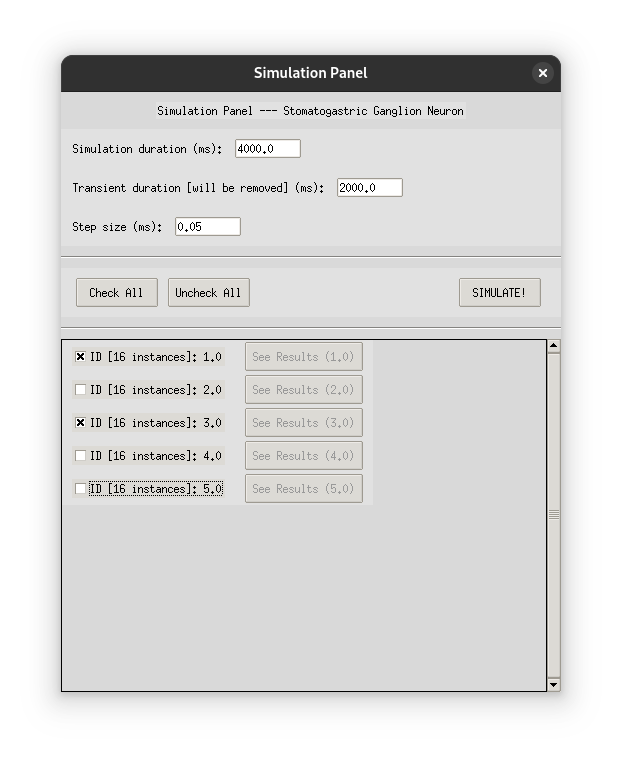 Simulation Panel
Simulation Panel --- Stomatogastric Ganglion Neuron
Simulation duration (ms): 4000.0
Transient duration [will be removed] (ms): 2000.0
Step size (ms): 0.05
Check All Uncheck All SIMULATE!
ID [16 instances]: 1.0 See Results (1.0)
ID [16 instances]: 2.0 See Results (2.0)
ID [16 instances]: 3.0 See Results (3.0)
ID [16 instances]: 4.0 See Results (4.0)
ID [16 instances]: 5.0 See Results (5.0)